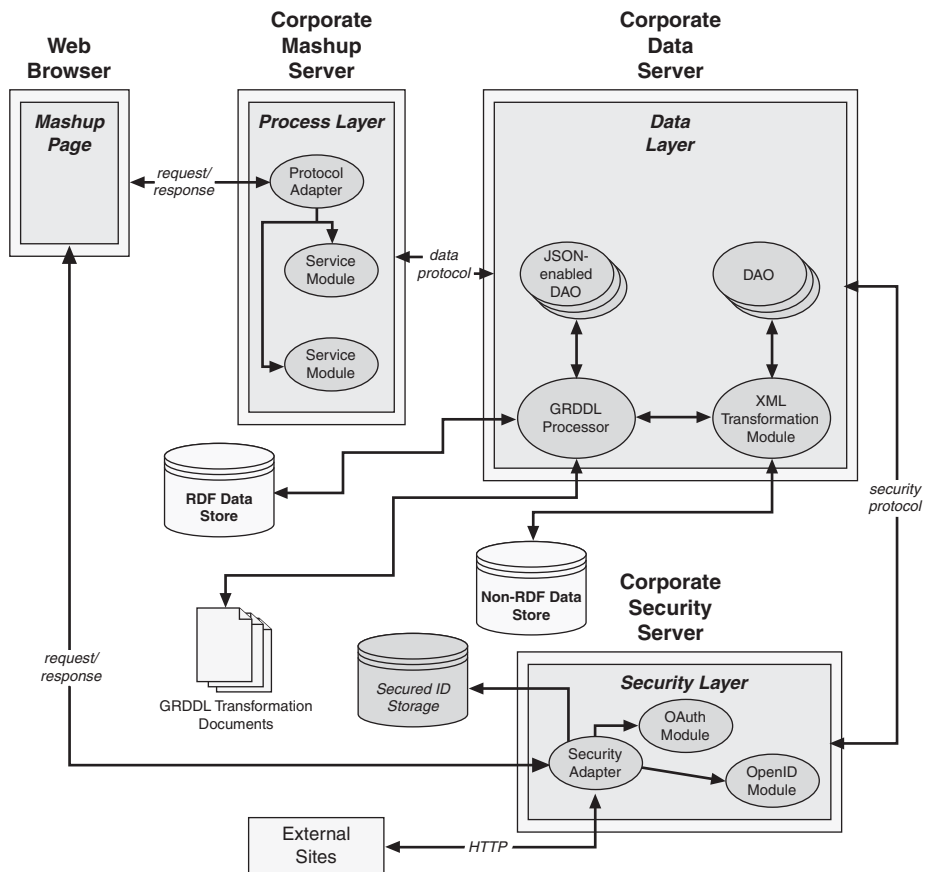 Web
Browser
Corporate
Mashup
Server
Corporate
Data
Server
Mashup
Page
Process Layer
Data
Layer
request/
response
Protocol
Adapter
Service
Module
data
protocol
JSON-
enabled
DAO
DAO
Service
Module
GRDDL
Processor
XML
Transformation
Module
RDF Data
Store
security
protocol
Non-RDF Data
Store
Corporate
Security
Server
request/
response
GRDDL Transformation
Documents
Secured ID
Storage
Security Layer
OAuth
Module
Security
Adapter
OpenID
Module
External
Sites
HTTP